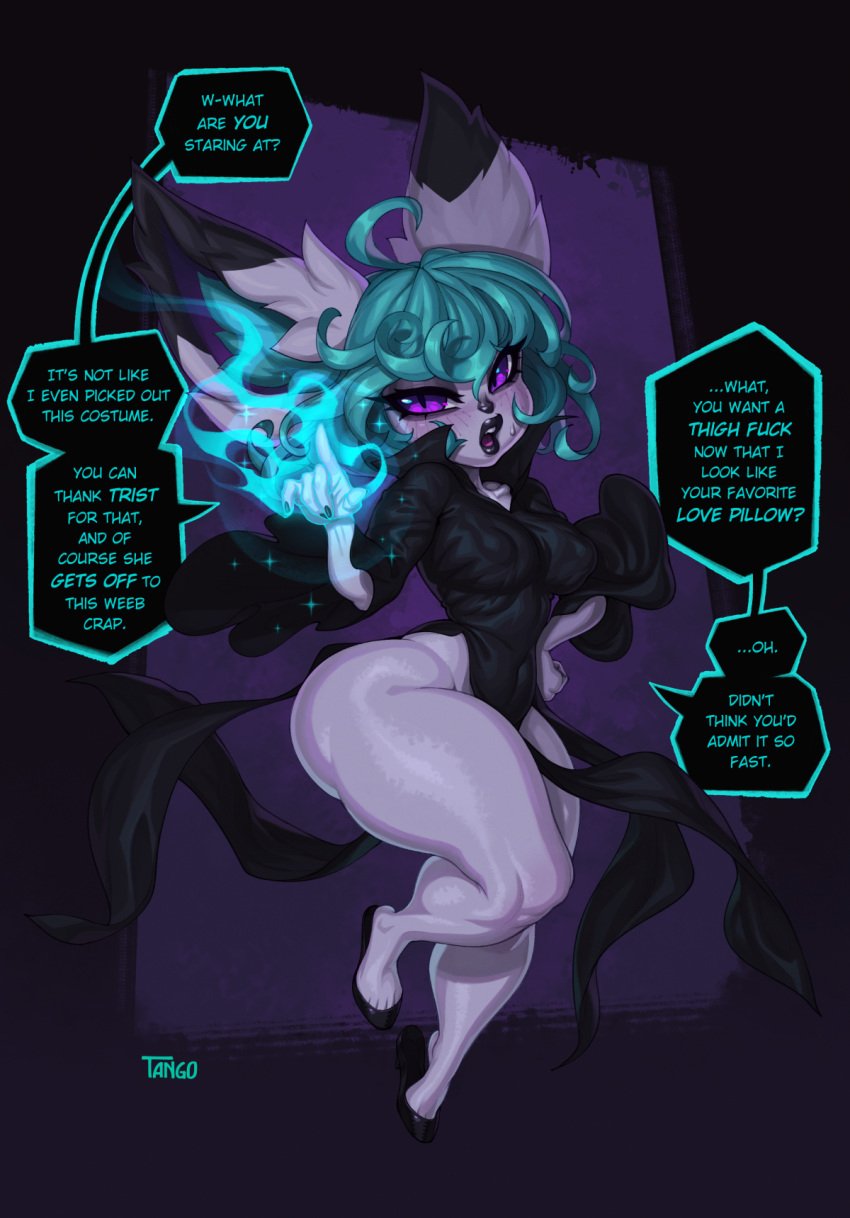 W-WHAT
ARE YOU
STARING AT?
IT'S NOT LIKE
I EVEN PICKED OUT
THIS COSTUME.
YOU CAN
THANK TRIST
FOR THAT,
AND OF
COURSE SHE
GETS OFF TO
THIS WEEB
CRAP.
...WHAT,
YOU WANT A
THIGH FUCK
NOW THAT I
LOOK LIKE
YOUR FAVORITE
LOVE PILLOW?
...OH.
DIDN'T
THINK YOU'D
ADMIT IT SO
FAST.
TANGO